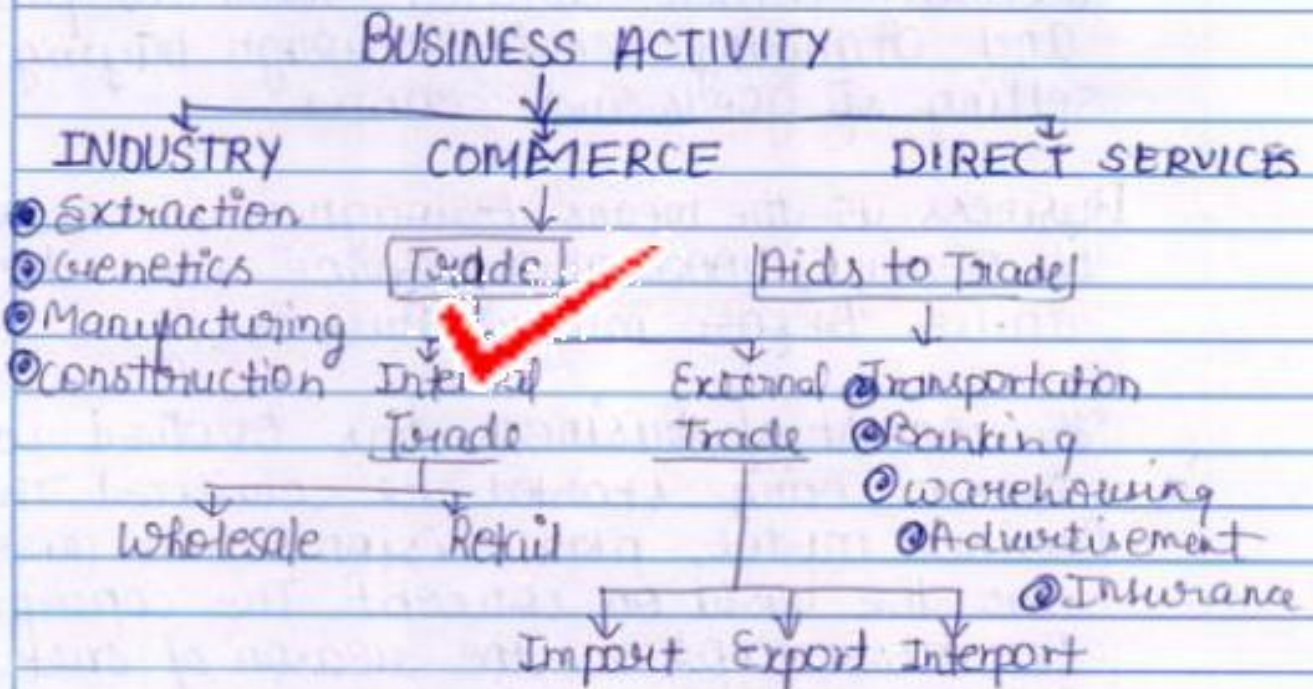 BUSINESS ACTIVITY
INDUSTRY COMMERCE DIRECT SERVICES
Extraction
Genetics Trade Aids to Trade
Manufacturing
Construction Internal External Transportation
Trade Trade Banking
Warehousing
Wholesale Retail Advertisement
Insurance
Import Export Interport